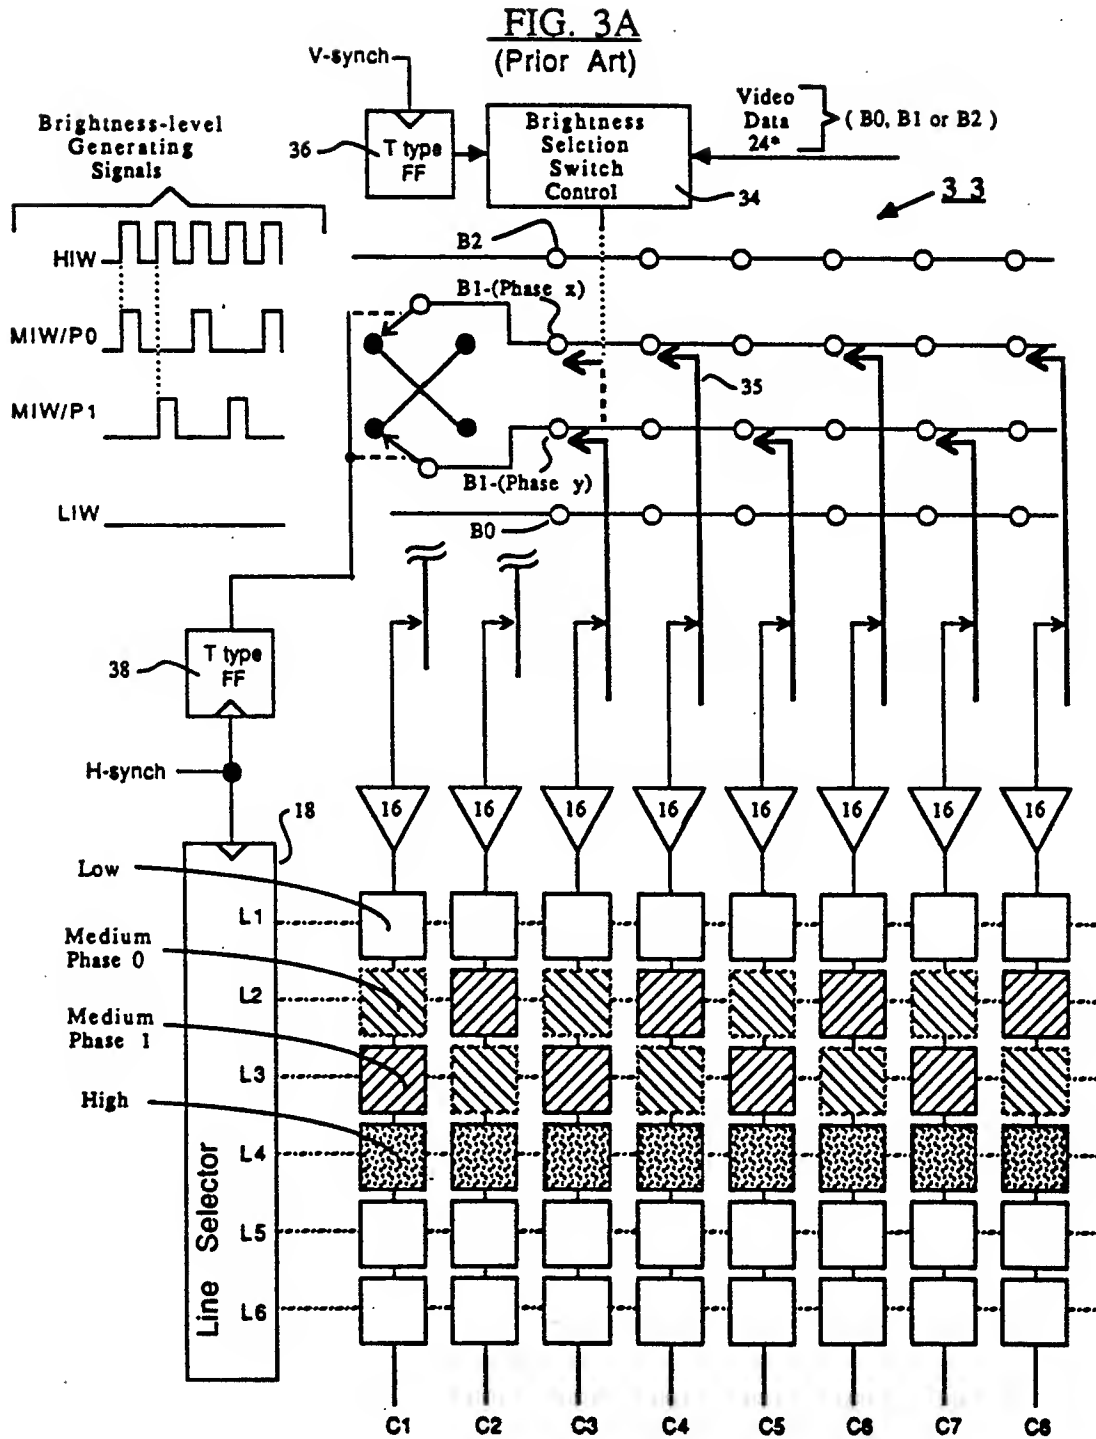 FIG. 3A
(Prior Art)
V-synch
Brightness-level
Generating
Signals
36
T type
FF
Brightness
Selction
Switch
Control
34
Video
Data
24*
( B0, B1 or B2 )
33
HIW
MIW/P0
MIW/P1
LIW
B2
B1-(Phase x)
35
B1-(Phase y)
B0
38
T type
FF
H-synch
18
16 16 16 16 16 16 16 16
Low
Medium
Phase 0
Medium
Phase 1
High
Line Selector
L1
L2
L3
L4
L5
L6
C1 C2 C3 C4 C5 C6 C7 C8